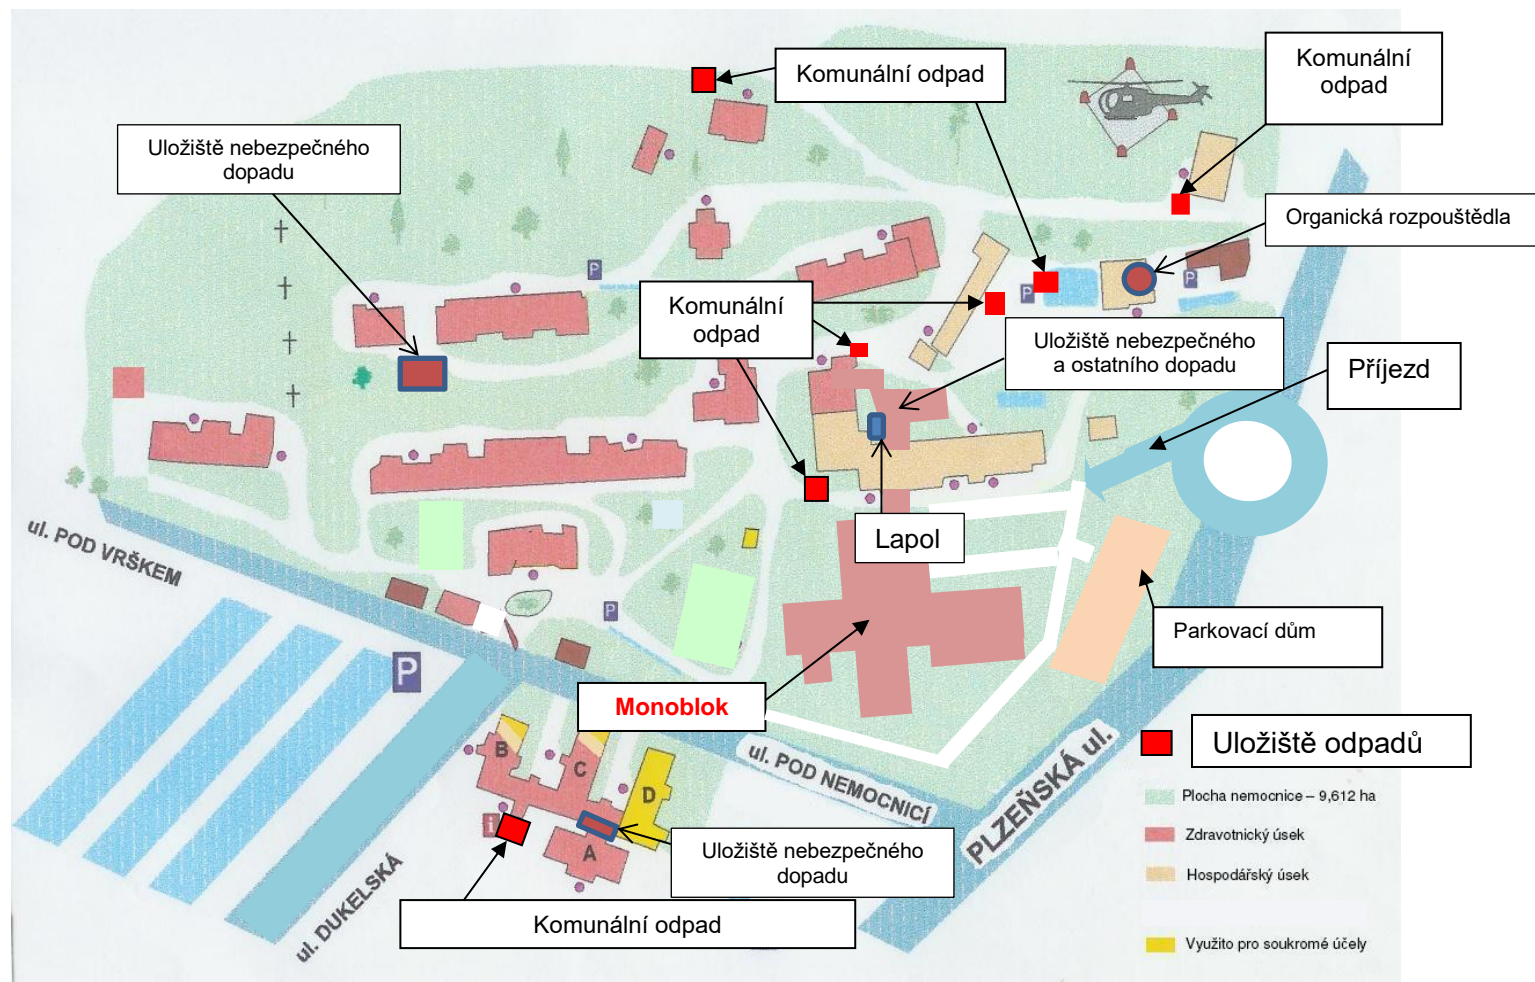 Komunální odpad
Komunální
odpad
Uložiště nebezpečného
dopadu
Organická rozpouštědla
P
P
P
Komunální
odpad
Uložiště nebezpečného
a ostatního dopadu
Příjezd
Lapol
ul. POD VRŠKEM
P
Parkovací dům
P
Monoblok
Uložiště odpadů
B
C
D
A
i
ul. POD NEMOCNICÍ
PLZEŇSKÁ ul.
Plocha nemocnice – 9,612 ha
Zdravotnický úsek
Hospodářský úsek
Využito pro soukromé účely
Uložiště nebezpečného
dopadu
ul. DUKELSKÁ
Komunální odpad